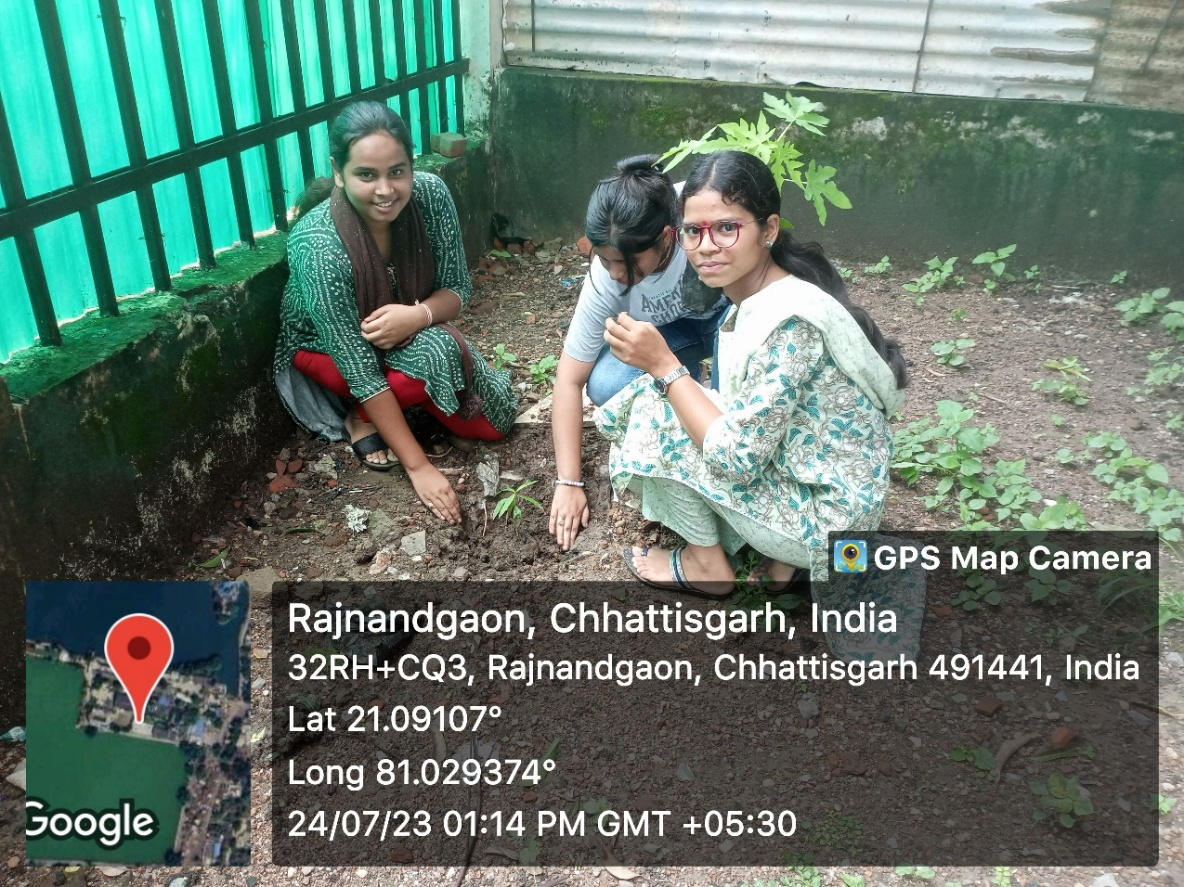 AMER
GPS Map Camera
Rajnandgaon, Chhattisgarh, India
32RH+CQ3, Rajnandgaon, Chhattisgarh 491441, India
Lat 21.09107°
Long 81.029374°
24/07/23 01:14 PM GMT +05:30
Google